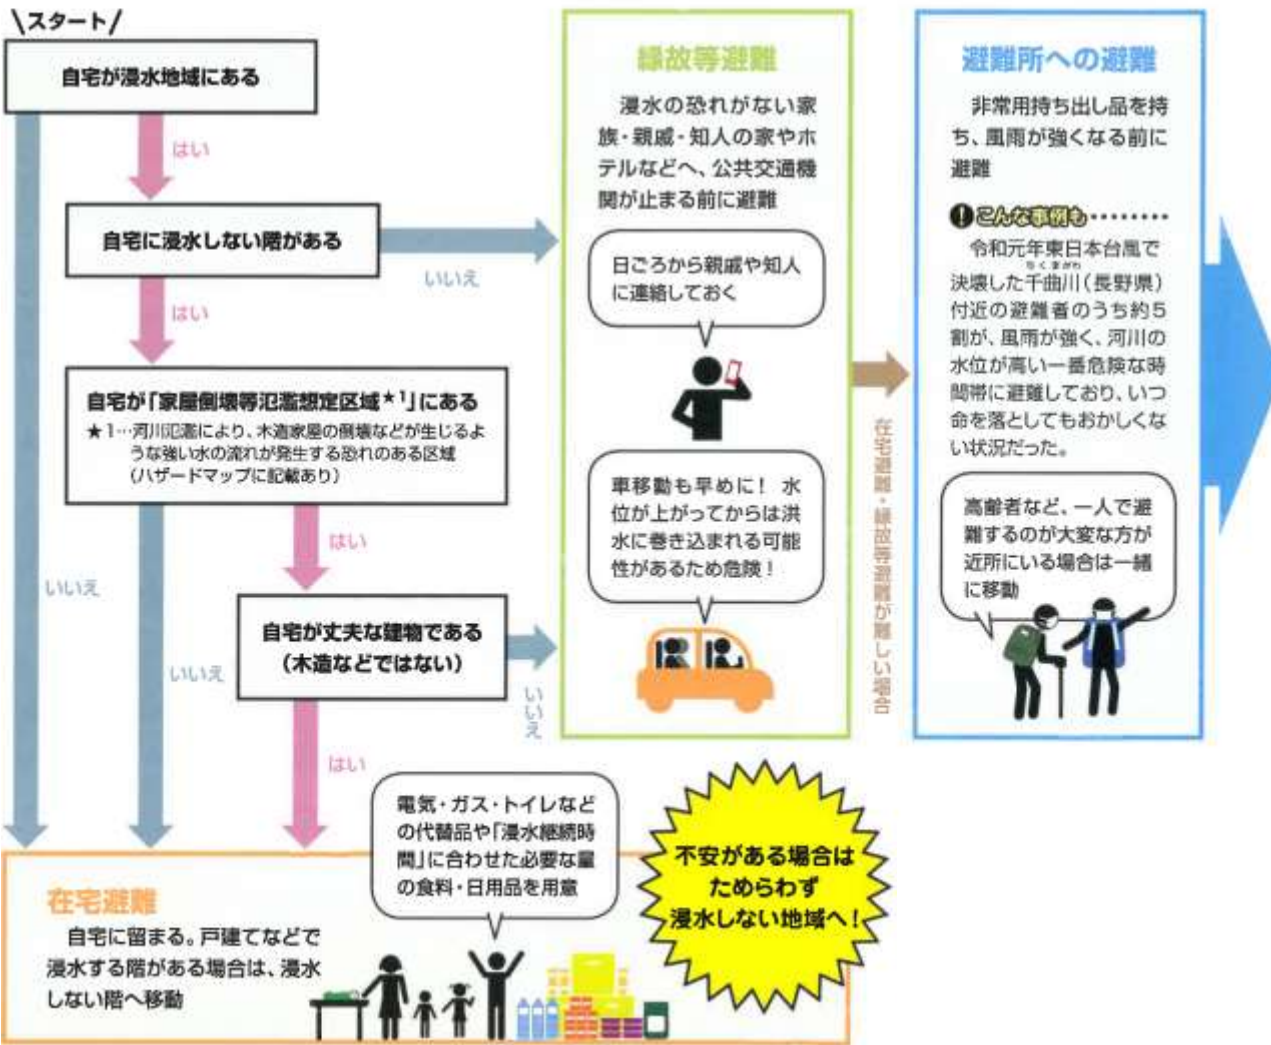 \スタート/
自宅が浸水地域にある
はい
いいえ
自宅に浸水しない階がある
いいえ
はい
自宅が「家屋倒壊等氾濫想定区域★1」にある
★1…河川氾濫により、木造家屋の倒壊などが生じるよ
うな強い水の流れが発生する恐れのある区域
（ハザードマップに記載あり）
はい
いいえ
自宅が丈夫な建物である
（木造などではない）
いいえ
はい
縁故等避難
浸水の恐れがない家
族・親戚・知人の家やホ
テルなどへ、公共交通機
関が止まる前に避難
日ごろから親戚や知人
に連絡しておく
車移動も早めに！ 水
位が上がってからは洪
水に巻き込まれる可能
性があるため危険！
在宅避難・縁故等避難が難しい場合
避難所への避難
非常用持ち出し品を持
ち、風雨が強くなる前に
避難
!こんな事例も・・・・・・・・
令和元年東日本台風で
ちくまがわ
決壊した千曲川（長野県）
付近の避難者のうち約5
割が、風雨が強く、河川の
水位が高い一番危険な時
間帯に避難しており、いつ
命を落としてもおかしくな
い状況だった。
高齢者など、一人で避
難するのが大変な方が
近所にいる場合は一緒
に移動
在宅避難
自宅に留まる。戸建てなどで
浸水する階がある場合は、浸水
しない階へ移動
電気・ガス・トイレなど
の代替品や「浸水継続時
間」に合わせた必要な量
の食料・日用品を用意
不安がある場合は
ためらわず
浸水しない地域へ！